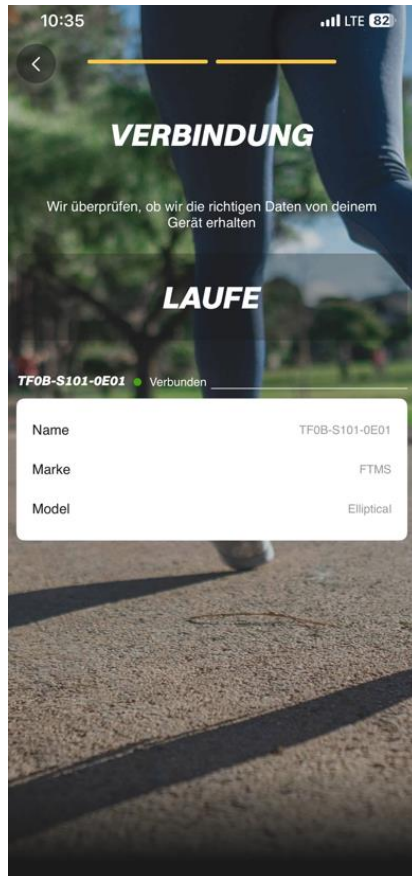 10:35
LTE 82
VERBINDUNG
Wir überprüfen, ob wir die richtigen Daten von deinem
Gerät erhalten
LAUFE
TF0B-S101-0E01 Verbunden
Name TF0B-S101-0E01
Marke FTMS
Model Elliptical